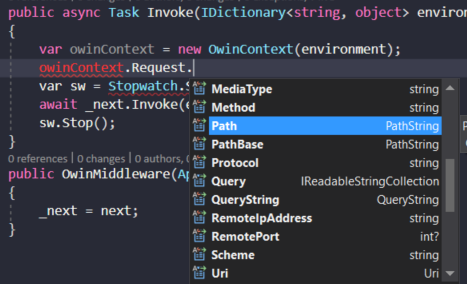 public async Task Invoke(IDictionary<string, object> environ
{
var owinContext = new OwinContext(environment);
owinContext.Request.
var sw = Stopwatch.S
await _next.Invoke(e
sw.Stop();
}
0 references | 0 changes | 0 authors, 0
public OwinMiddleware(Ap
{
_next = next;
}
MediaType string
Method string
Path PathString
PathBase PathString
Protocol string
Query IReadableStringCollection
QueryString QueryString
RemoteIpAddress string
RemotePort int?
Scheme string
Uri Uri